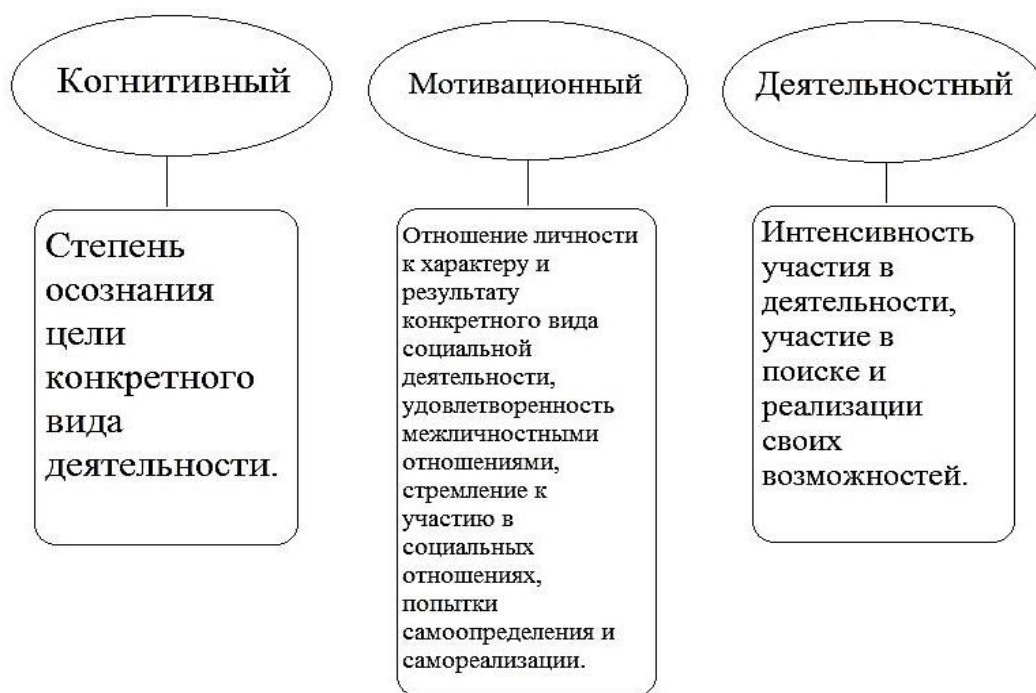 Когнитивный
Степень
осознания
цели
конкретного
вида
деятельности.
Мотивационный
Отношение личности
к характеру и
результату
конкретного вида
социальной
деятельности,
удовлетворенность
межличностными
отношениями,
стремление к
участию в
социальных
отношениях,
попытки
самоопределения и
самореализации.
Деятельностный
Интенсивность
участия в
деятельности,
участие в
поиске и
реализации
своих
возможностей.